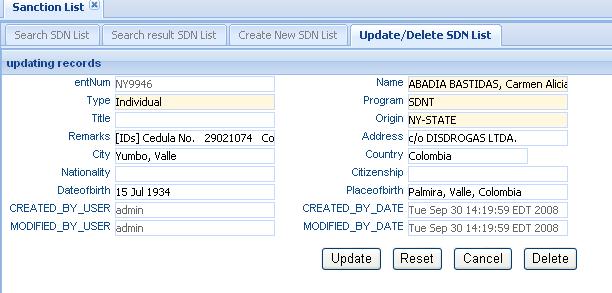 Sanction List
Search SDN List Search result SDN List Create New SDN List Update/Delete SDN List
updating records
entNum NY9946 Name ABADIA BASTIDAS, Carmen Alicia
Type Individual Program SDNT
Title Origin NY-STATE
Remarks [IDs] Cedula No. 29021074 Co Address c/o DISDROGAS LTDA.
City Yumbo, Valle Country Colombia
Nationality Citizenship
Dateofbirth 15 Jul 1934 Placeofbirth Palmira, Valle, Colombia
CREATED_BY_USER admin CREATED_BY_DATE Tue Sep 30 14:19:59 EDT 2008
MODIFIED_BY_USER admin MODIFIED_BY_DATE Tue Sep 30 14:19:59 EDT 2008
Update Reset Cancel Delete